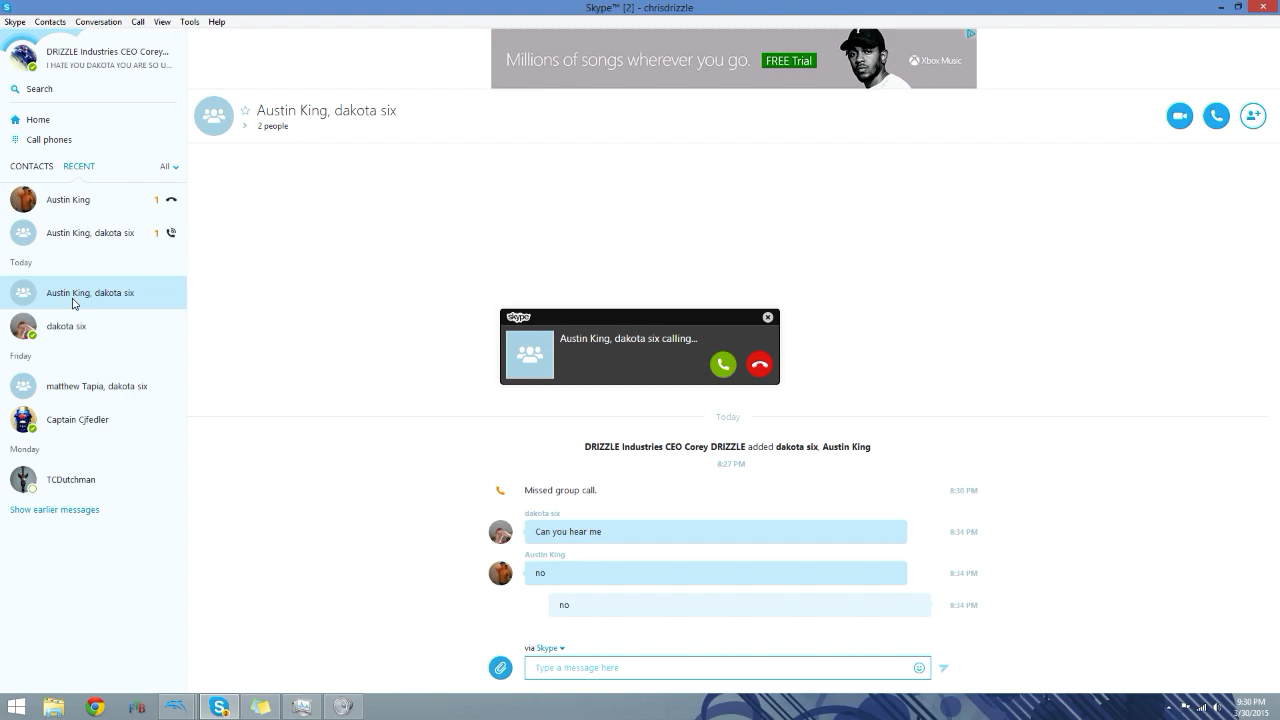 Skype™ [2] - chrisdrizzle
Skype Contacts Conversation Call View Tools Help
DRIZZLE Industries CEO Corey...
I HATE YOU DAKOTA YOU ARE SO U...
Search
Home
Call phones
CONTACTS RECENT All
Austin King 1
Austin King, dakota six 1
Today
Austin King, dakota six
dakota six
Friday
matthew Tapia, dakota six
Captain Cjfedler
Monday
TCDutchman
Show earlier messages
Millions of songs wherever you go. FREE Trial XBOX Music
Austin King, dakota six
2 people
skype
Austin King, dakota six calling...
Today
DRIZZLE Industries CEO Corey DRIZZLE added dakota six, Austin King
8:27 PM
Missed group call. 8:30 PM
dakota six
Can you hear me 8:34 PM
Austin King
no 8:34 PM
no 8:34 PM
via Skype
Type a message here
FIB
9:30 PM
3/30/2015